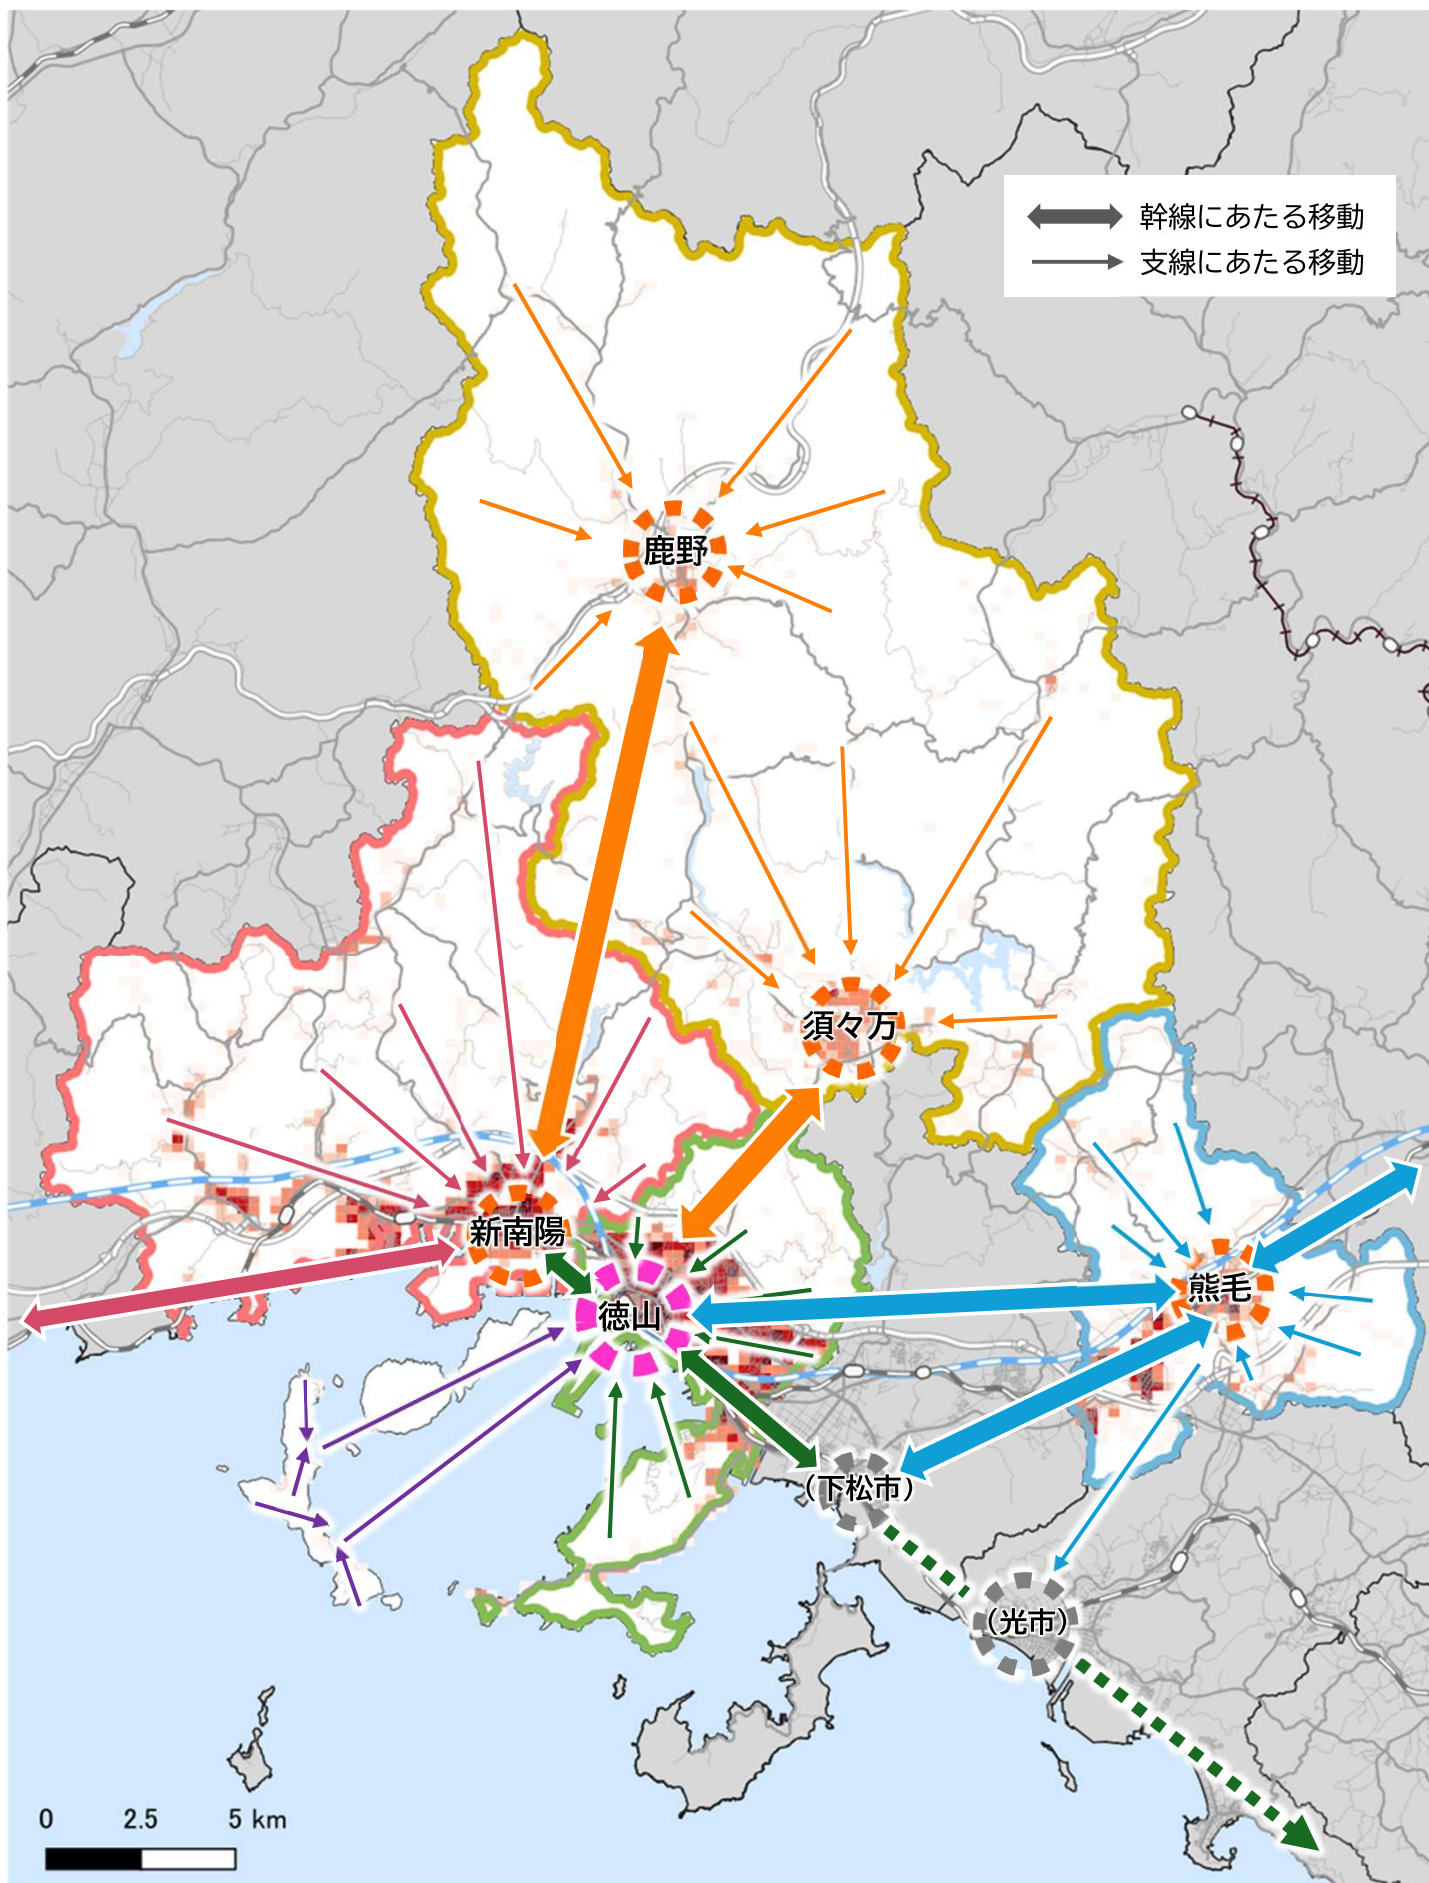 幹線にあたる移動
支線にあたる移動
鹿野
須々万
新南陽
徳山
熊毛
（下松市）
（光市）
0 2.5 5 km